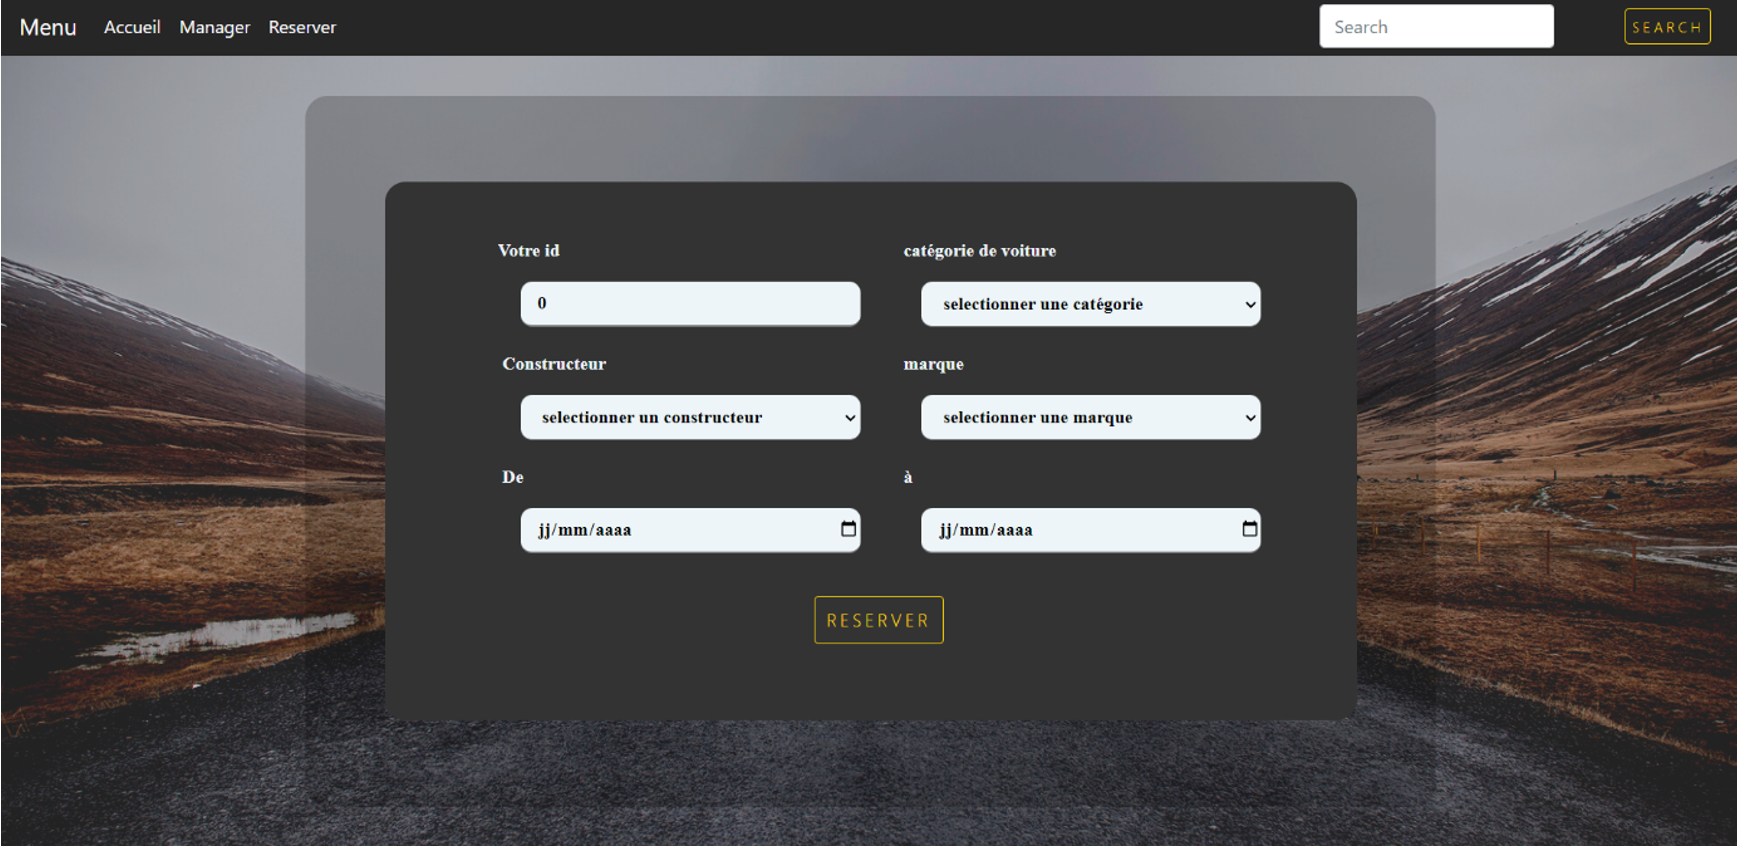 Menu Accueil Manager Reserver Search SEARCH
Votre id catégorie de voiture
0 selectionner une catégorie
Constructeur marque
selectionner un constructeur selectionner une marque
De à
jj/mm/aaaa jj/mm/aaaa
RESERVER